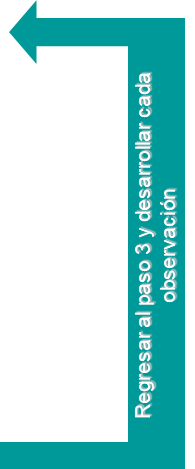 Regresar al paso 3 y desarrollar cada
observación